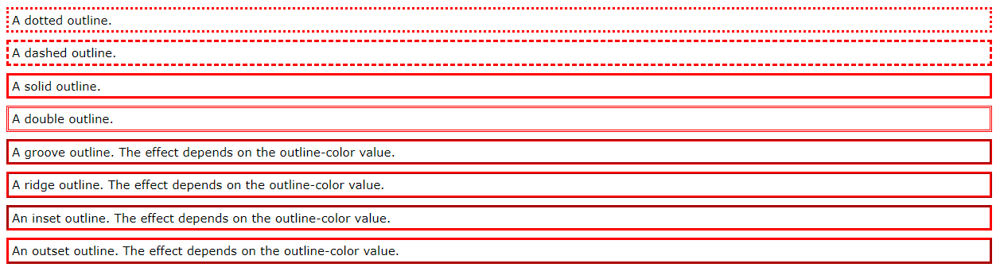 A dotted outline.
A dashed outline.
A solid outline.
A double outline.
A groove outline. The effect depends on the outline-color value.
A ridge outline. The effect depends on the outline-color value.
An inset outline. The effect depends on the outline-color value.
An outset outline. The effect depends on the outline-color value.